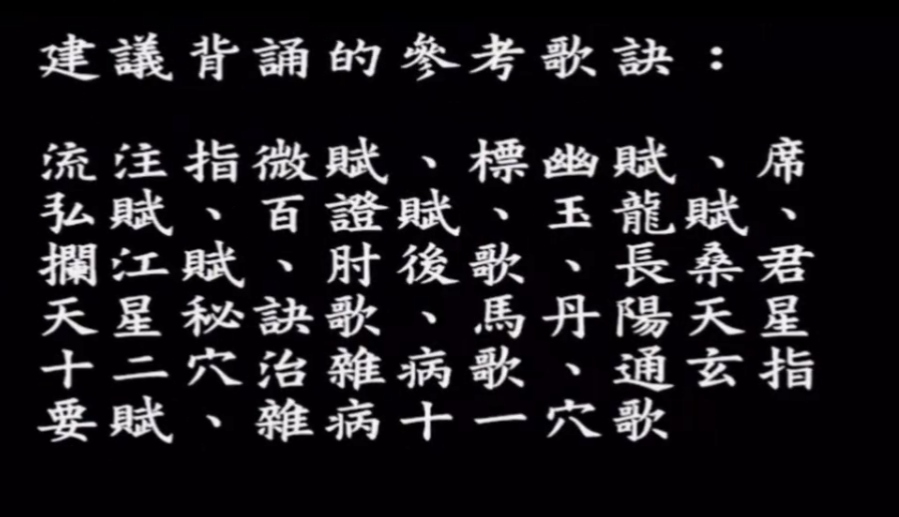 建議背誦的參考歌訣：
流注指微賦、標幽賦、席
弘賦、百證賦、玉龍賦、
攔江賦、肘後歌、長桑君
天星秘訣歌、馬丹陽天星
十二穴治雜病歌、通玄指
要賦、雜病十一穴歌